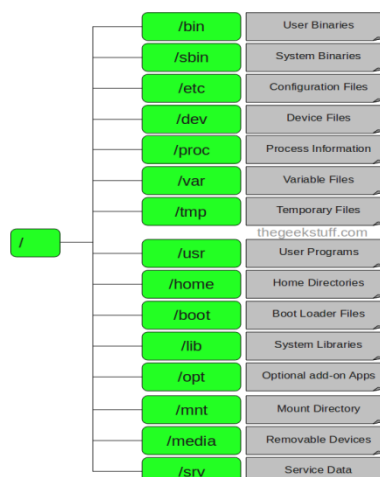 /bin User Binaries
/sbin System Binaries
/etc Configuration Files
/dev Device Files
/proc Process Information
/var Variable Files
/tmp Temporary Files
thegeekstuff.com
/
/usr User Programs
/home Home Directories
/boot Boot Loader Files
/lib System Libraries
/opt Optional add-on Apps
/mnt Mount Directory
/media Removable Devices
/srv Service Data